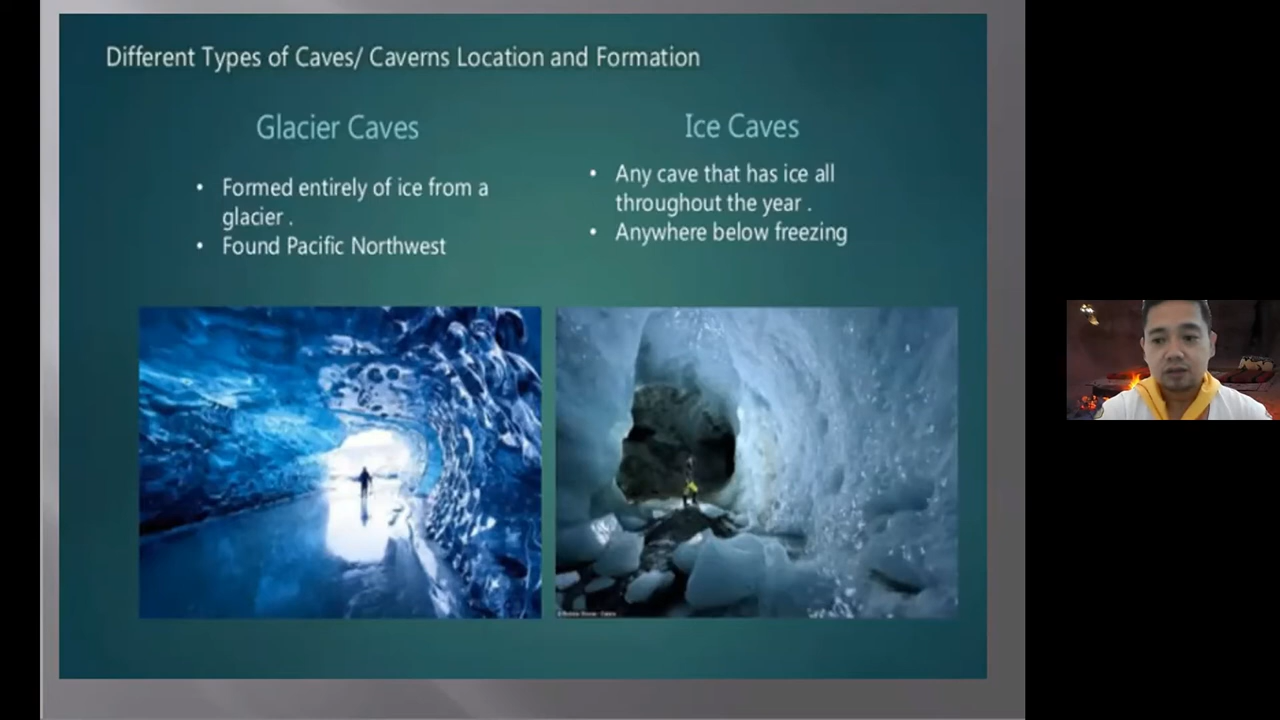 Different Types of Caves/ Caverns Location and Formation
Glacier Caves
Formed entirely of ice from a
glacier .
Found Pacific Northwest
Ice Caves
Any cave that has ice all
throughout the year .
Anywhere below freezing